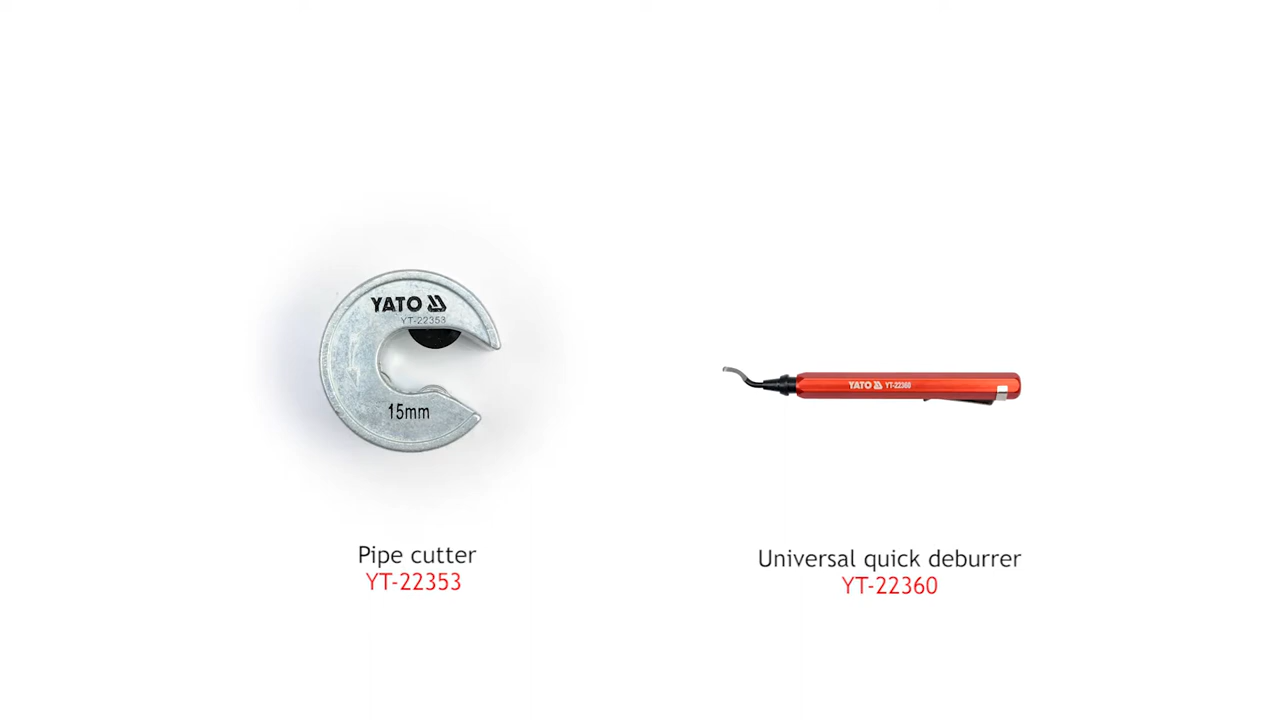 YATO
YT-22353
15mm
YATO YT-22360
Pipe cutter
YT-22353
Universal quick deburrer
YT-22360